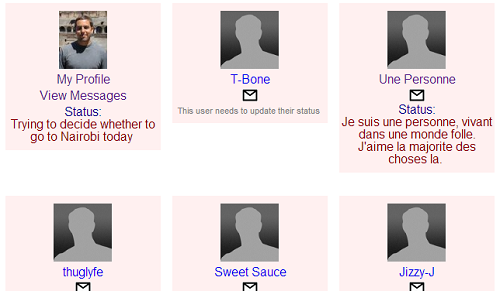 My Profile
View Messages
Status:
Trying to decide whether to
go to Nairobi today
T-Bone
This user needs to update their status
Une Personne
Status:
Je suis une personne, vivant
dans une monde folle.
J'aime la majorite des
choses la.
thuglyfe
Sweet Sauce
Jizzy-J